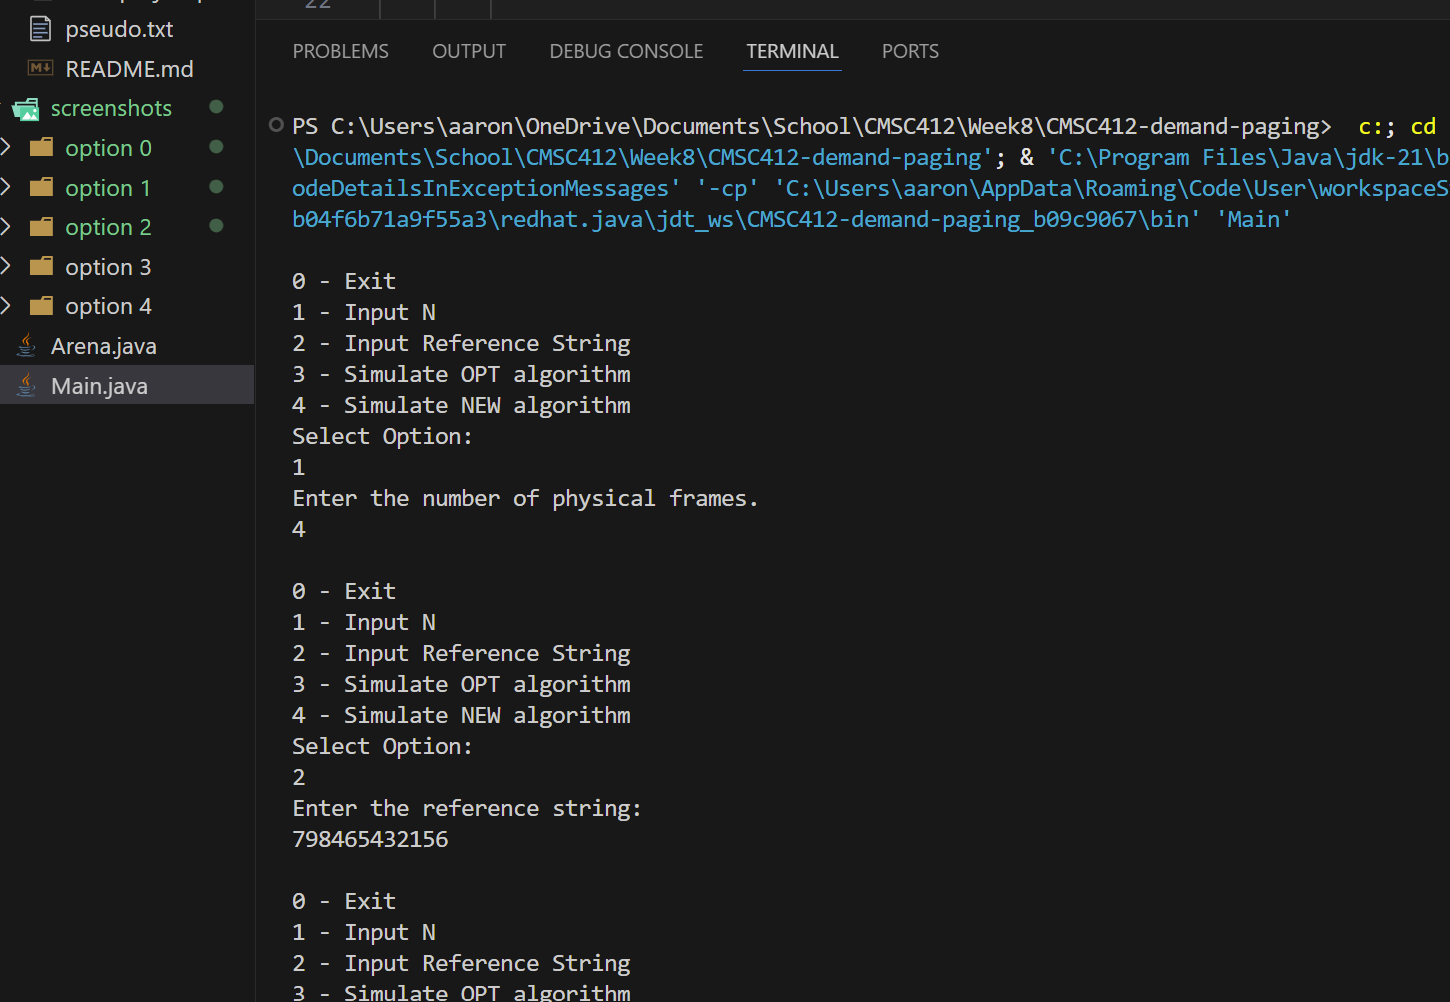 pseudo.txt
README.md
screenshots
option 0
option 1
option 2
option 3
option 4
Arena.java
Main.java
22
PROBLEMS OUTPUT DEBUG CONSOLE TERMINAL PORTS
PS C:\Users\aaron\OneDrive\Documents\School\CMSC412\Week8\CMSC412-demand-paging> c:; cd
\Documents\School\CMSC412\Week8\CMSC412-demand-paging'; & 'C:\Program Files\Java\jdk-21\b
odeDetailsInExceptionMessages' '-cp' 'C:\Users\aaron\AppData\Roaming\Code\User\workspaceS
b04f6b71a9f55a3\redhat.java\jdt_ws\CMSC412-demand-paging_b09c9067\bin' 'Main'
0 - Exit
1 - Input N
2 - Input Reference String
3 - Simulate OPT algorithm
4 - Simulate NEW algorithm
Select Option:
1
Enter the number of physical frames.
4
0 - Exit
1 - Input N
2 - Input Reference String
3 - Simulate OPT algorithm
4 - Simulate NEW algorithm
Select Option:
2
Enter the reference string:
798465432156
0 - Exit
1 - Input N
2 - Input Reference String
3 - Simulate OPT algorithm